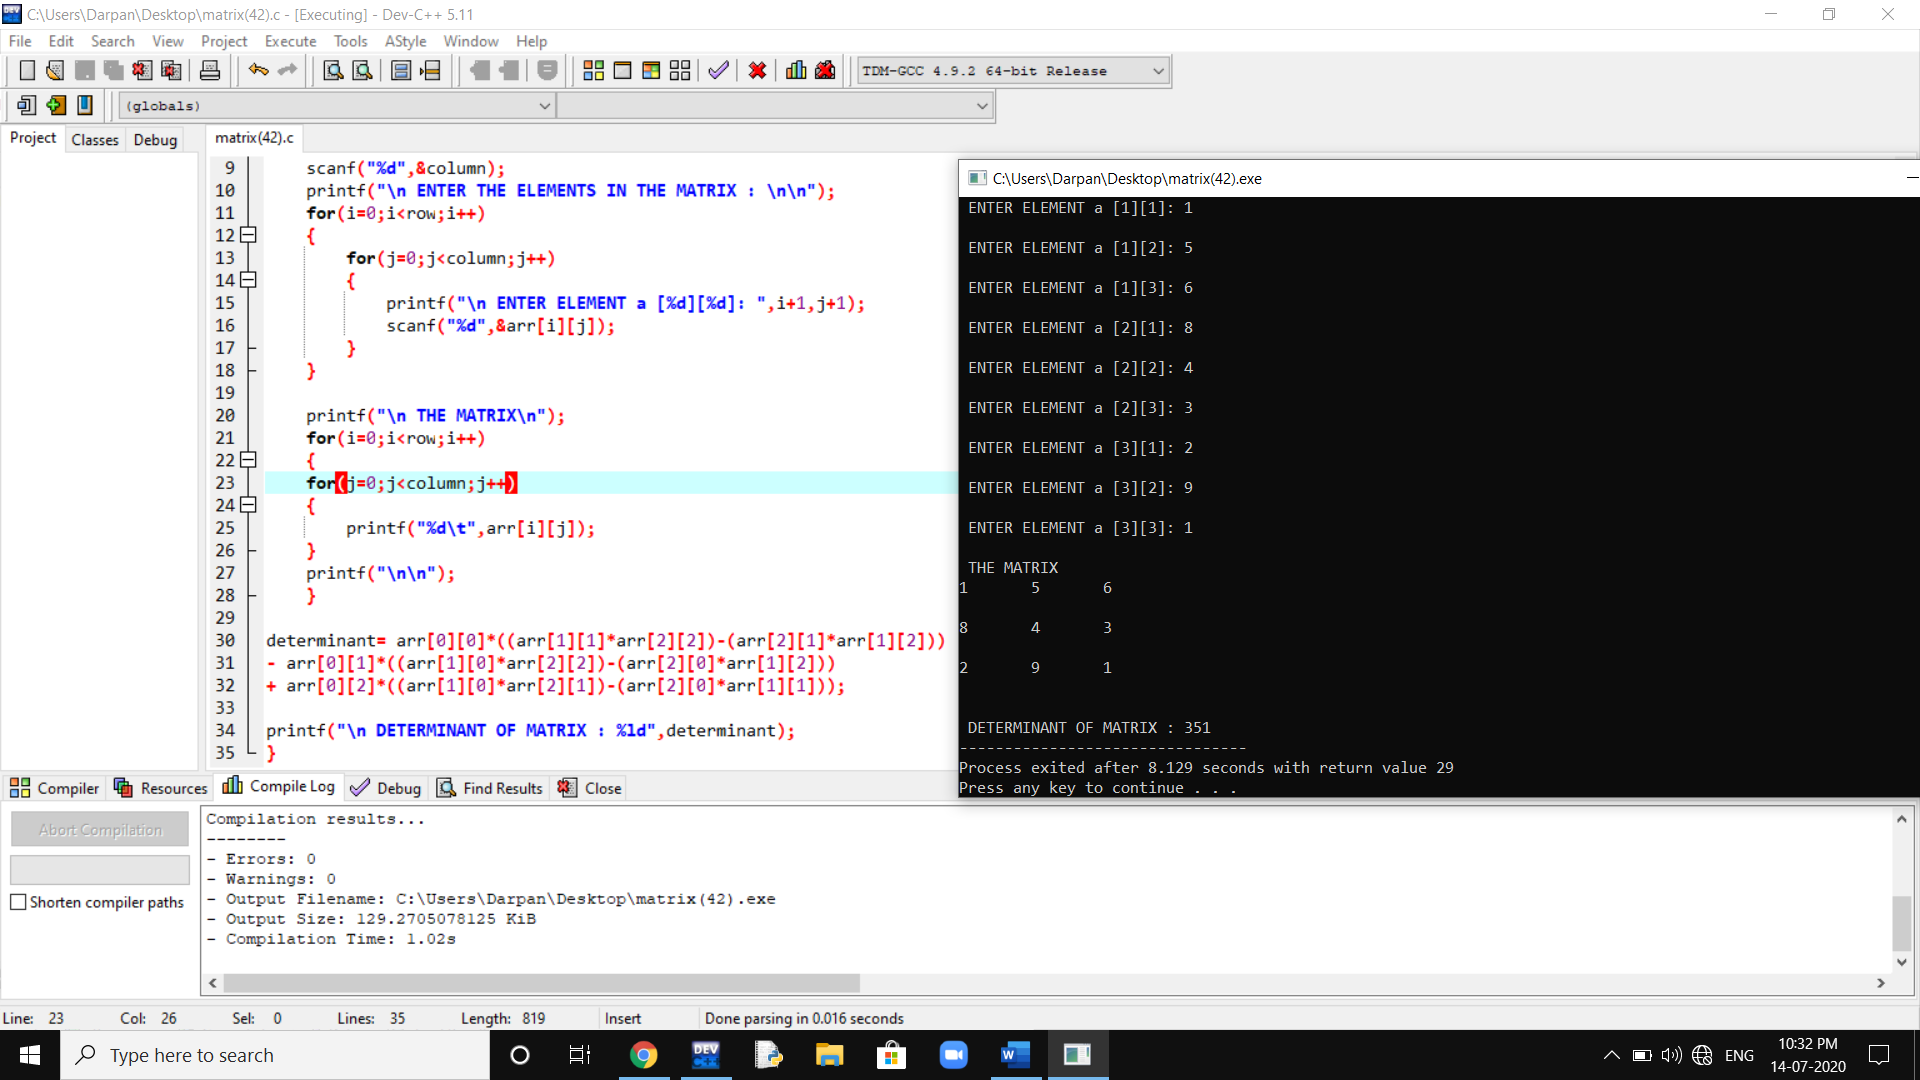 C:\Users\Darpan\Desktop\matrix(42).c - [Executing] - Dev-C++ 5.11
File Edit Search View Project Execute Tools AStyle Window Help
TDM-GCC 4.9.2 64-bit Release
(globals)
Project Classes Debug
matrix(42).c
9 scanf("%d",&column);
10 printf("\n ENTER THE ELEMENTS IN THE MATRIX : \n\n");
11 for(i=0;i<row;i++)
12 {
13 for(j=0;j<column;j++)
14 {
15 printf("\n ENTER ELEMENT a [%d][%d]: ",i+1,j+1);
16 scanf("%d",&arr[i][j]);
17 }
18 }
19
20 printf("\n THE MATRIX\n");
21 for(i=0;i<row;i++)
22 {
23 for(j=0;j<column;j++)
24 {
25 printf("%d\t",arr[i][j]);
26 }
27 printf("\n\n");
28 }
29
30 determinant= arr[0][0]*((arr[1][1]*arr[2][2])-(arr[2][1]*arr[1][2]))
31 - arr[0][1]*((arr[1][0]*arr[2][2])-(arr[2][0]*arr[1][2]))
32 + arr[0][2]*((arr[1][0]*arr[2][1])-(arr[2][0]*arr[1][1]));
33
34 printf("\n DETERMINANT OF MATRIX : %ld",determinant);
35 }
C:\Users\Darpan\Desktop\matrix(42).exe
ENTER ELEMENT a [1][1]: 1
ENTER ELEMENT a [1][2]: 5
ENTER ELEMENT a [1][3]: 6
ENTER ELEMENT a [2][1]: 8
ENTER ELEMENT a [2][2]: 4
ENTER ELEMENT a [2][3]: 3
ENTER ELEMENT a [3][1]: 2
ENTER ELEMENT a [3][2]: 9
ENTER ELEMENT a [3][3]: 1
THE MATRIX
1 5 6
8 4 3
2 9 1
DETERMINANT OF MATRIX : 351
--------------------------------
Process exited after 8.129 seconds with return value 29
Press any key to continue . . .
Compiler Resources Compile Log Debug Find Results Close
Abort Compilation
Shorten compiler paths
Compilation results...
--------
- Errors: 0
- Warnings: 0
- Output Filename: C:\Users\Darpan\Desktop\matrix(42).exe
- Output Size: 129.2705078125 KiB
- Compilation Time: 1.02s
Line: 23 Col: 26 Sel: 0 Lines: 35 Length: 819 Insert Done parsing in 0.016 seconds
Type here to search
DEV
ENG
10:32 PM
14-07-2020